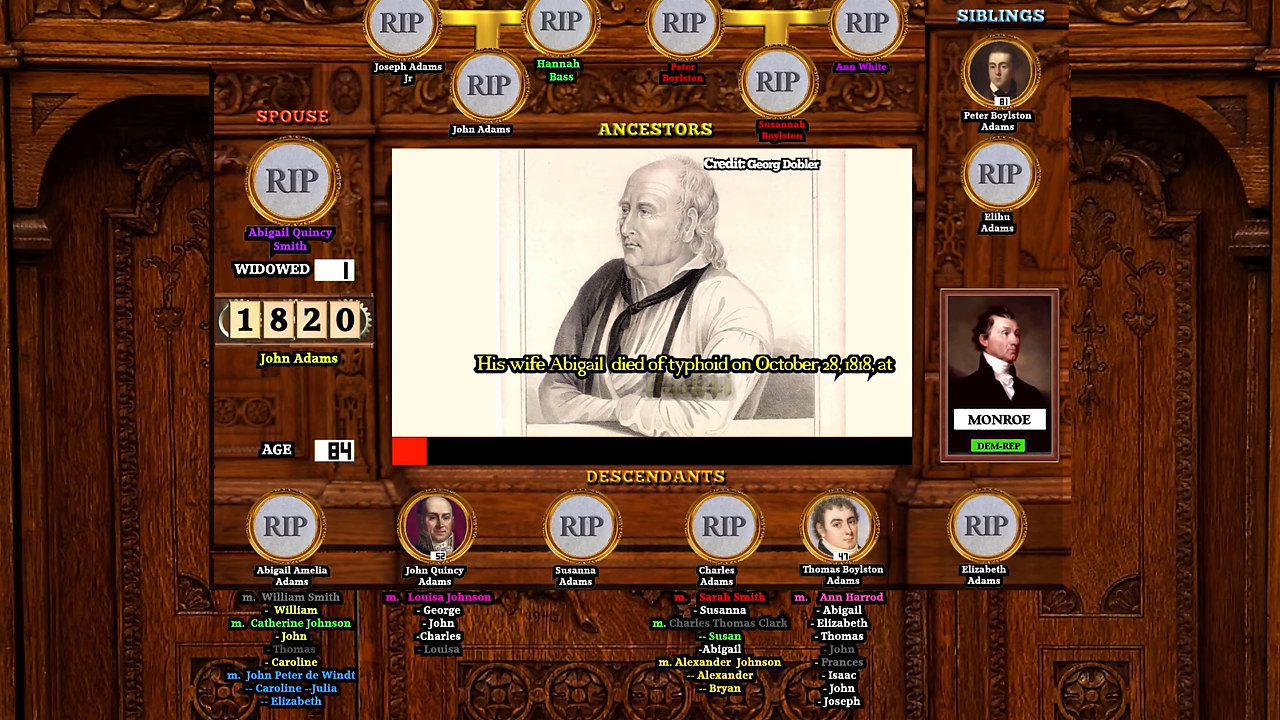 SIBLINGS
RIP
RIP
RIP
RIP
Joseph Adams
Jr
Hannah
Bass
Peter
Boylston
Ann White
RIP
RIP
John Adams
Susannah
Boylston
ANCESTORS
81
Peter Boylston
Adams
SPOUSE
RIP
Abigail Quincy
Smith
WIDOWED 1
1820
John Adams
AGE 84
Credit: Georg Dobler
His wife Abigail died of typhoid on October 28, 1818, at
RIP
Elihu
Adams
MONROE
DEM-REP
DESCENDANTS
RIP
Abigail Amelia
Adams
m. William Smith
- William
m. Catherine Johnson
- John
- Thomas
- Caroline
m. John Peter de Windt
-- Caroline --Julia
-- Elizabeth
52
John Quincy
Adams
m. Louisa Johnson
- George
- John
-Charles
- Louisa
RIP
Susanna
Adams
RIP
Charles
Adams
m. Sarah Smith
- Susanna
m. Charles Thomas Clark
-- Susan
-Abigail
m. Alexander Johnson
-- Alexander
-- Bryan
47
Thomas Boylston
Adams
m. Ann Harrod
- Abigail
- Elizabeth
- Thomas
- John
- Frances
- Isaac
- John
- Joseph
RIP
Elizabeth
Adams